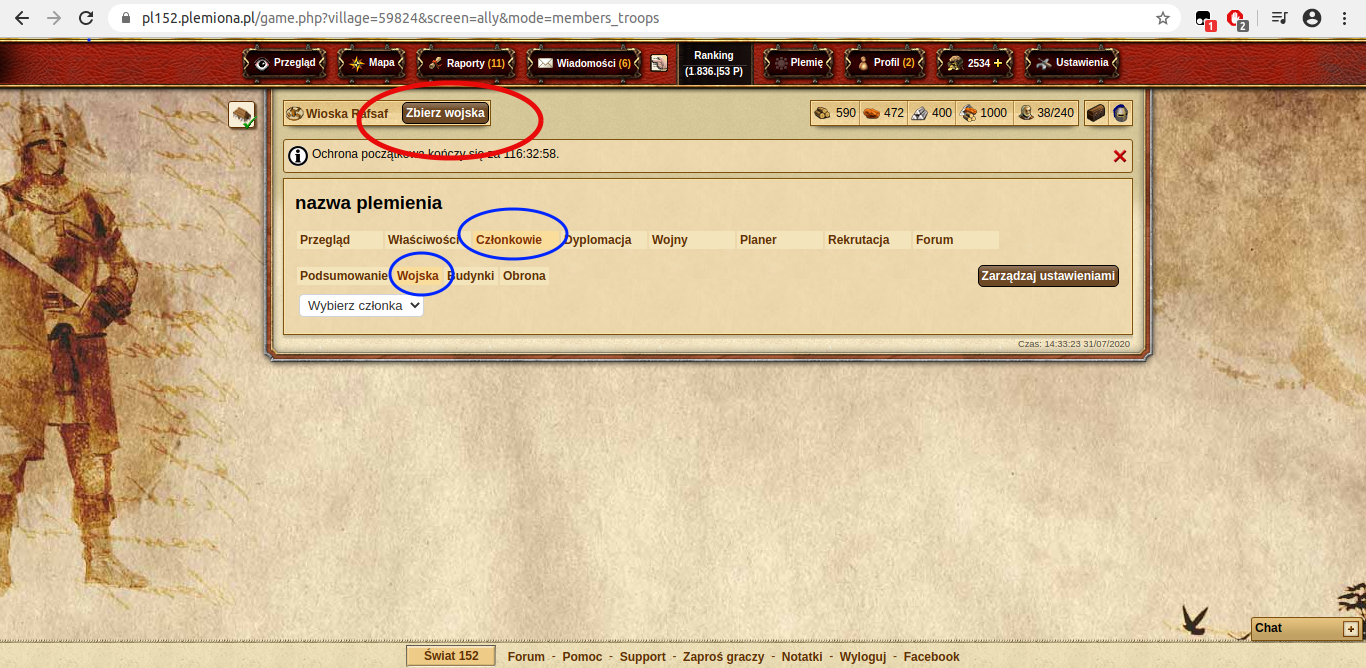 pl152.plemiona.pl/game.php?village=59824&screen=ally&mode=members_troops
1 2
Przegląd Mapa Raporty (11) Wiadomości (6) Ranking (1.836.|53 P) Plemię Profil (2) 2534 + Ustawienia
Wioska Rafsaf Zbierz wojska 590 472 400 1000 38/240
Ochrona początkowa kończy się za 116:32:58.
nazwa plemienia
Przegląd Właściwości Członkowie Dyplomacja Wojny Planer Rekrutacja Forum
Podsumowanie Wojska Budynki Obrona Zarządzaj ustawieniami
Wybierz członka
Czas: 14:33:23 31/07/2020
Chat +
Świat 152 Forum - Pomoc - Support - Zaproś graczy - Notatki - Wyloguj - Facebook